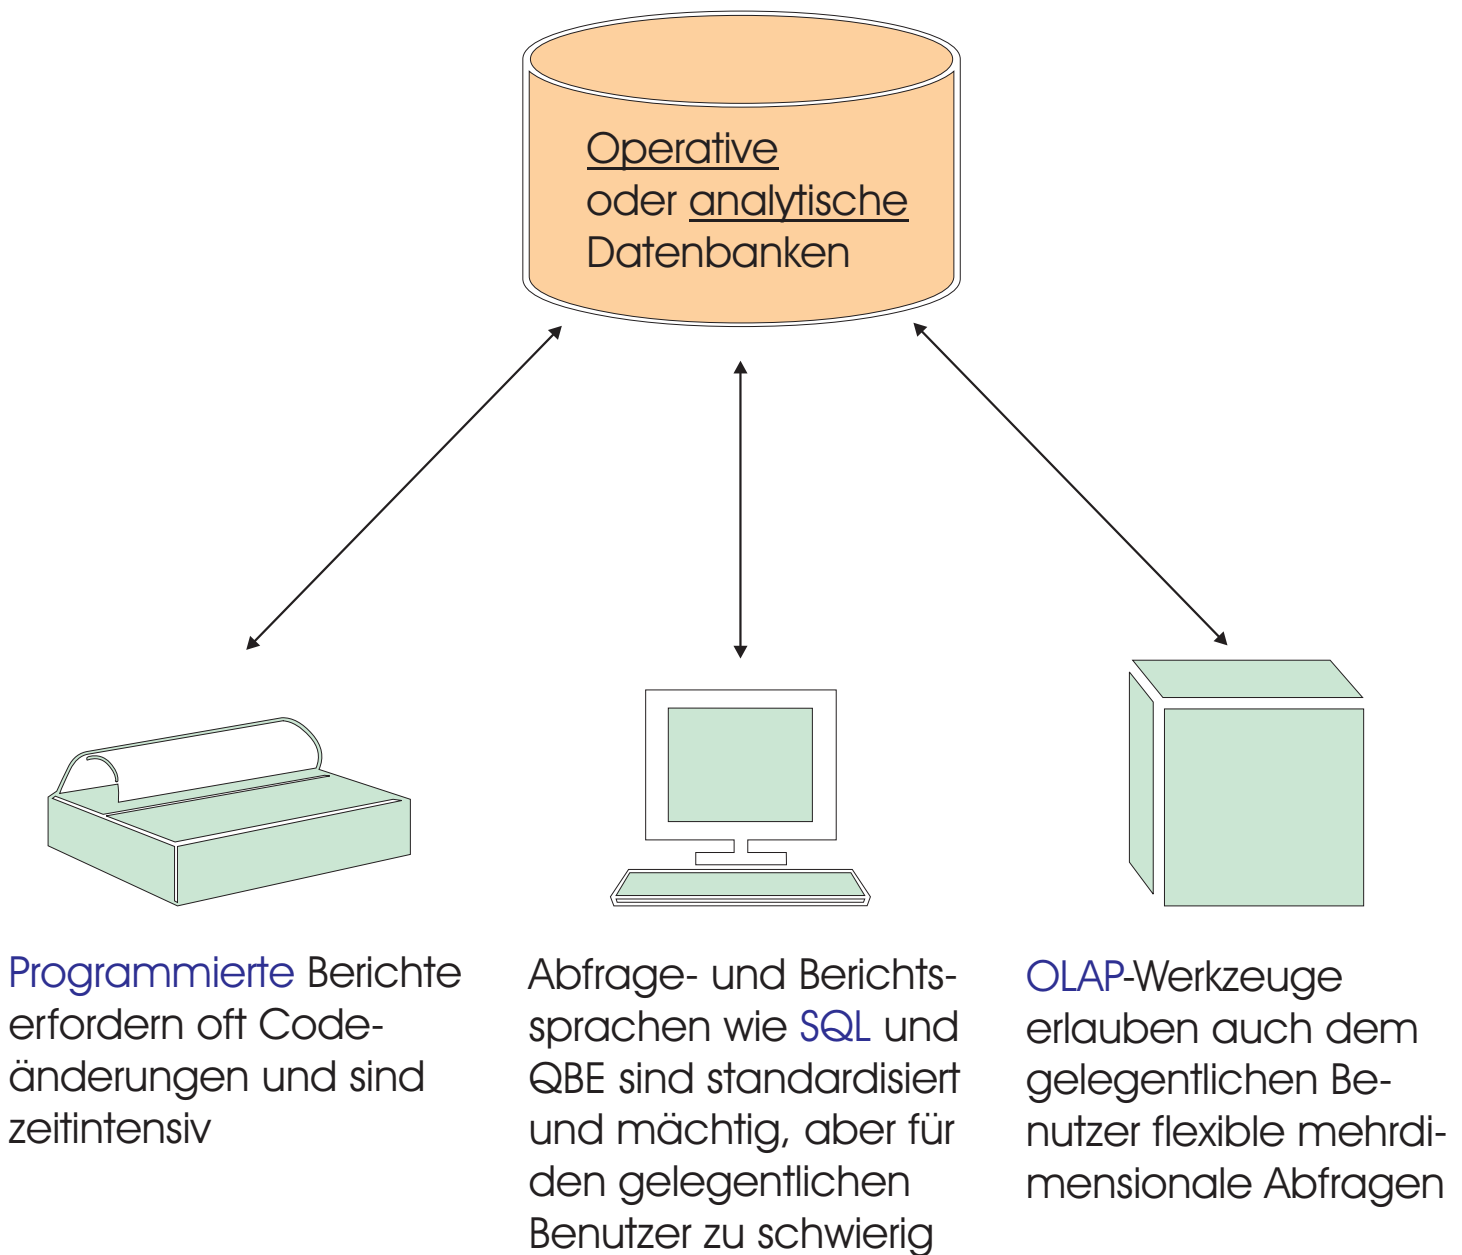 Operative
oder analytische
Datenbanken
Programmierte Berichte
erfordern oft Code-
änderungen und sind
zeitintensiv
Abfrage- und Berichts-
sprachen wie SQL und
QBE sind standardisiert
und mächtig, aber für
den gelegentlichen
Benutzer zu schwierig
OLAP-Werkzeuge
erlauben auch dem
gelegentlichen Be-
nutzer flexible mehrdi-
mensionale Abfragen